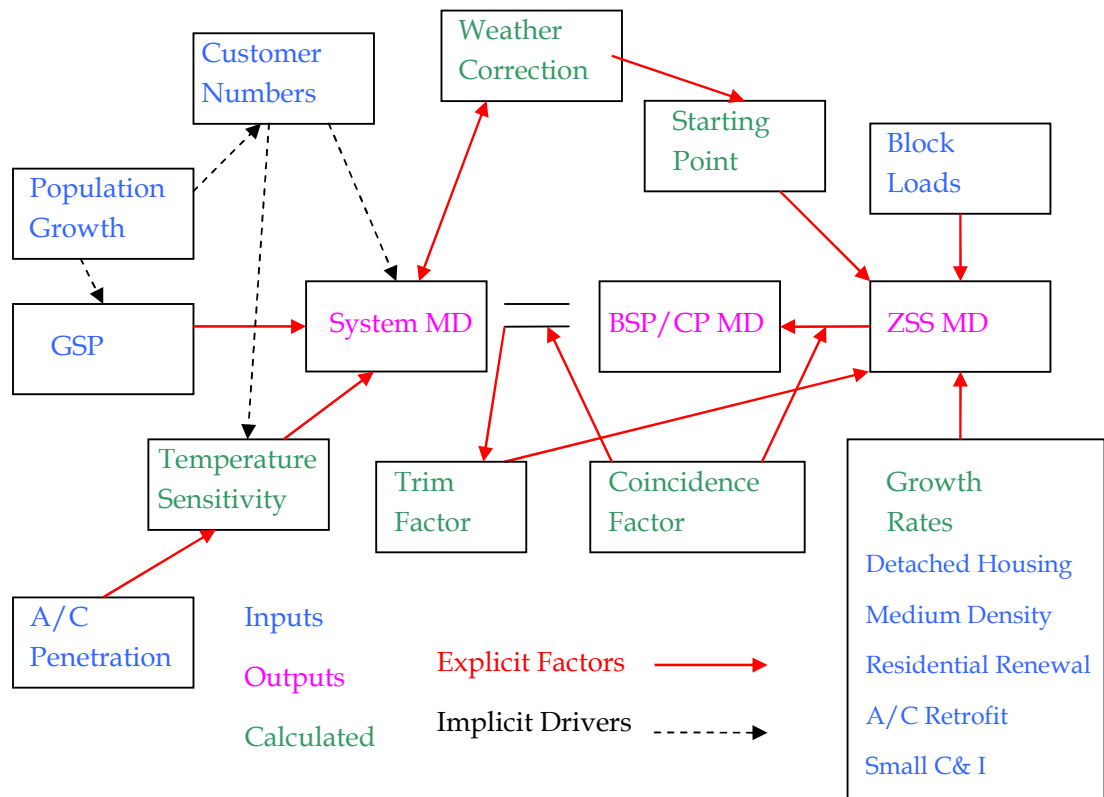 Customer
Numbers
Weather
Correction
Starting
Point
Block
Loads
Population
Growth
GSP
System MD
BSP/CP MD
ZSS MD
Temperature
Sensitivity
Trim
Factor
Coincidence
Factor
Growth
Rates
Detached Housing
Medium Density
Residential Renewal
A/C Retrofit
Small C& I
A/C
Penetration
Inputs
Outputs
Calculated
Explicit Factors
Implicit Drivers